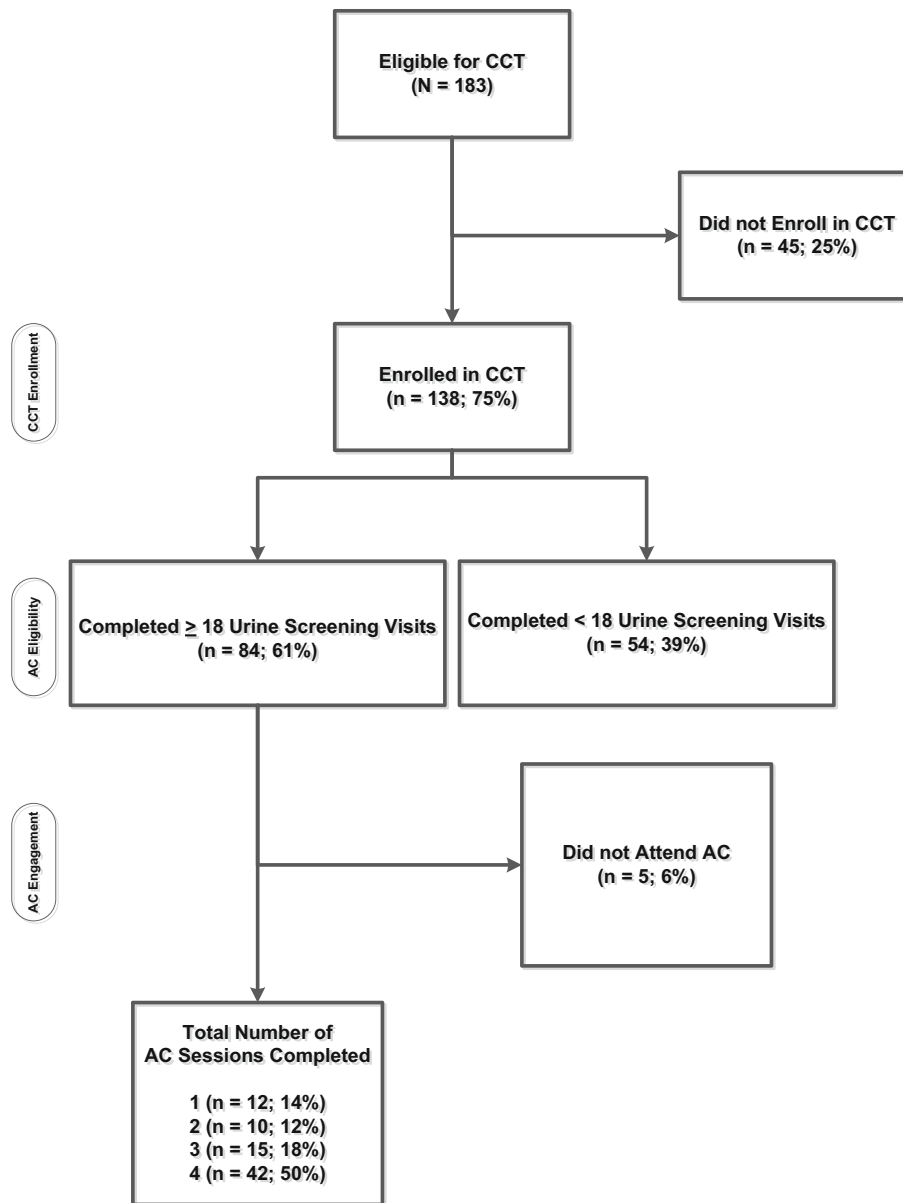 Eligible for CCT
(N = 183)
Did not Enroll in CCT
(n = 45; 25%)
CCT Enrollment
Enrolled in CCT
(n = 138; 75%)
AC Eligibility
Completed ≥ 18 Urine Screening Visits
(n = 84; 61%)
Completed < 18 Urine Screening Visits
(n = 54; 39%)
AC Engagement
Did not Attend AC
(n = 5; 6%)
Total Number of
AC Sessions Completed
1 (n = 12; 14%)
2 (n = 10; 12%)
3 (n = 15; 18%)
4 (n = 42; 50%)